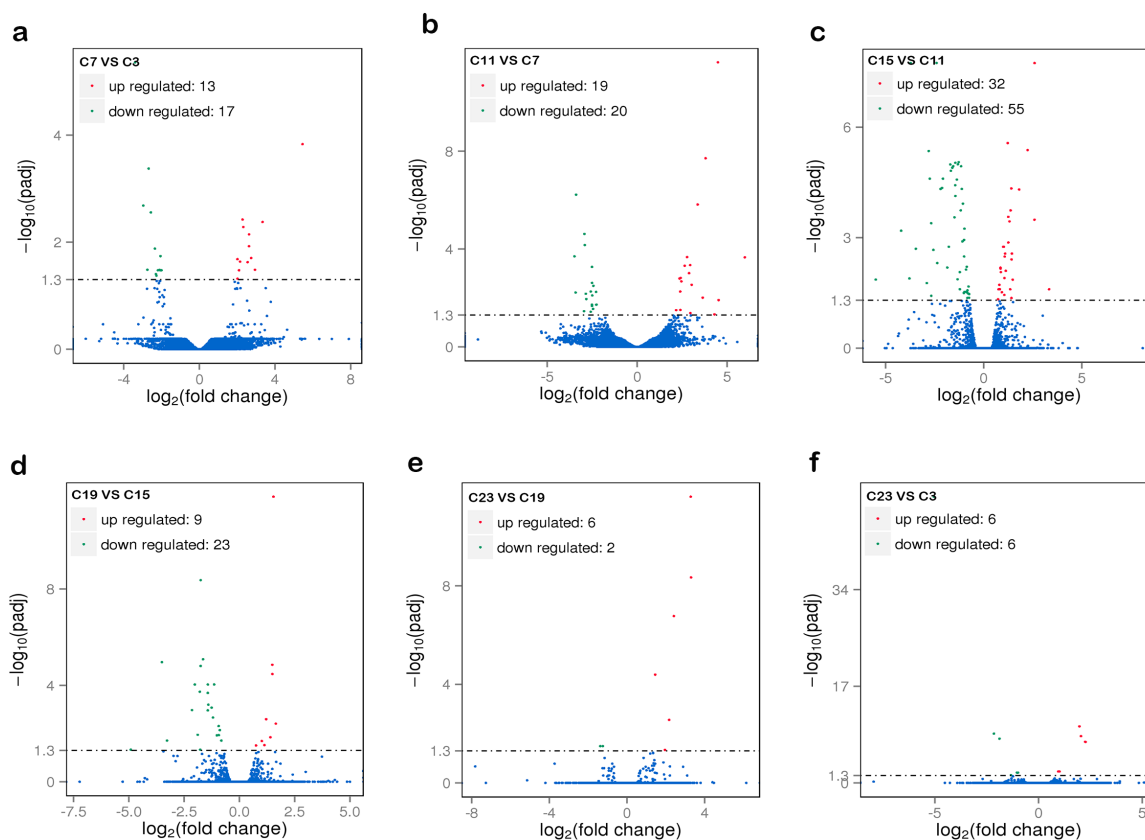 a
C7 VS C3
up regulated: 13
down regulated: 17
4
2
1.3
0
−log10(padj)
-4
0
4
8
log2(fold change)
b
C11 VS C7
up regulated: 19
down regulated: 20
8
4
1.3
0
−log10(padj)
-5
0
5
log2(fold change)
c
C15 VS C11
up regulated: 32
down regulated: 55
6
3
1.3
0
−log10(padj)
-5
0
5
log2(fold change)
d
C19 VS C15
up regulated: 9
down regulated: 23
8
4
1.3
0
−log10(padj)
-7.5
-5.0
-2.5
0.0
2.5
5.0
log2(fold change)
e
C23 VS C19
up regulated: 6
down regulated: 2
8
4
1.3
0
−log10(padj)
-8
-4
0
4
log2(fold change)
f
C23 VS C3
up regulated: 6
down regulated: 6
34
17
1.3
0
−log10(padj)
-5
0
5
log2(fold change)